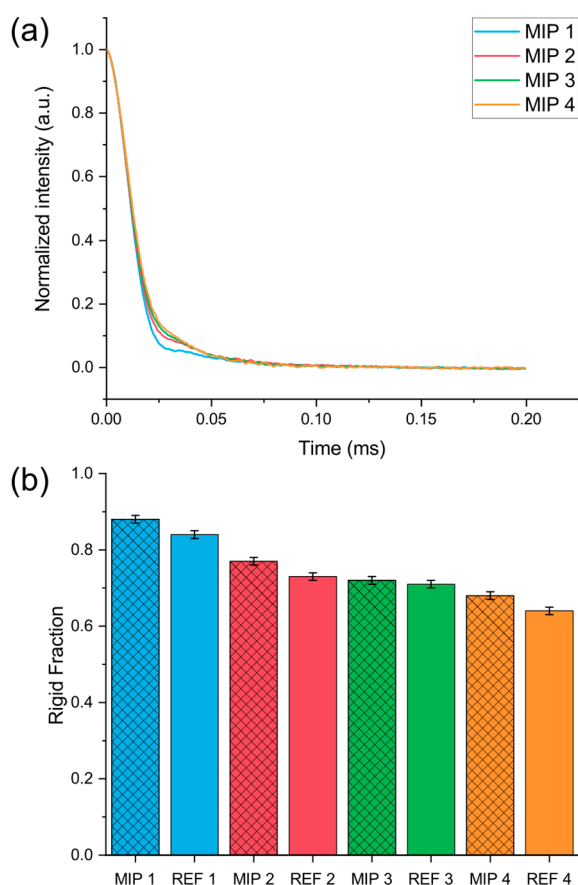 (a)
MIP 1
MIP 2
MIP 3
MIP 4
Normalized intensity (a.u.)
1.0
0.8
0.6
0.4
0.2
0.0
0.00 0.05 0.10 0.15 0.20
Time (ms)
(b)
Rigid Fraction
1.0
0.8
0.6
0.4
0.2
0.0
MIP 1 REF 1 MIP 2 REF 2 MIP 3 REF 3 MIP 4 REF 4